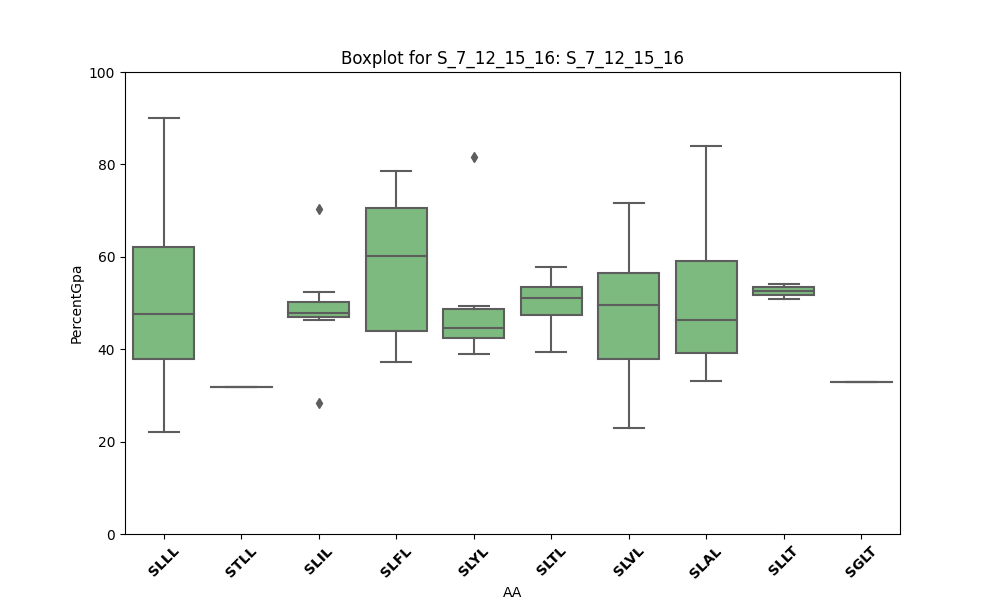 Boxplot for S_7_12_15_16: S_7_12_15_16
PercentGpa
100
80
60
40
20
0
SLLL STLL SLIL SLFL SLYL SLTL SLVL SLAL SLLT SGLT
AA